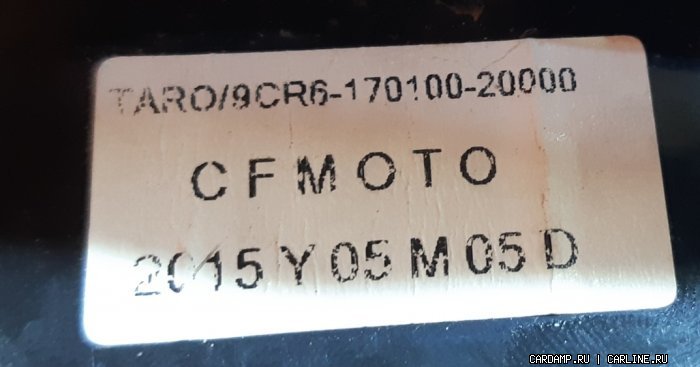 TARO/9CR6-170100-20000
CFMOTO
2015 Y 05 M 05 D
CARDAMP.RU | CARLINE.RU